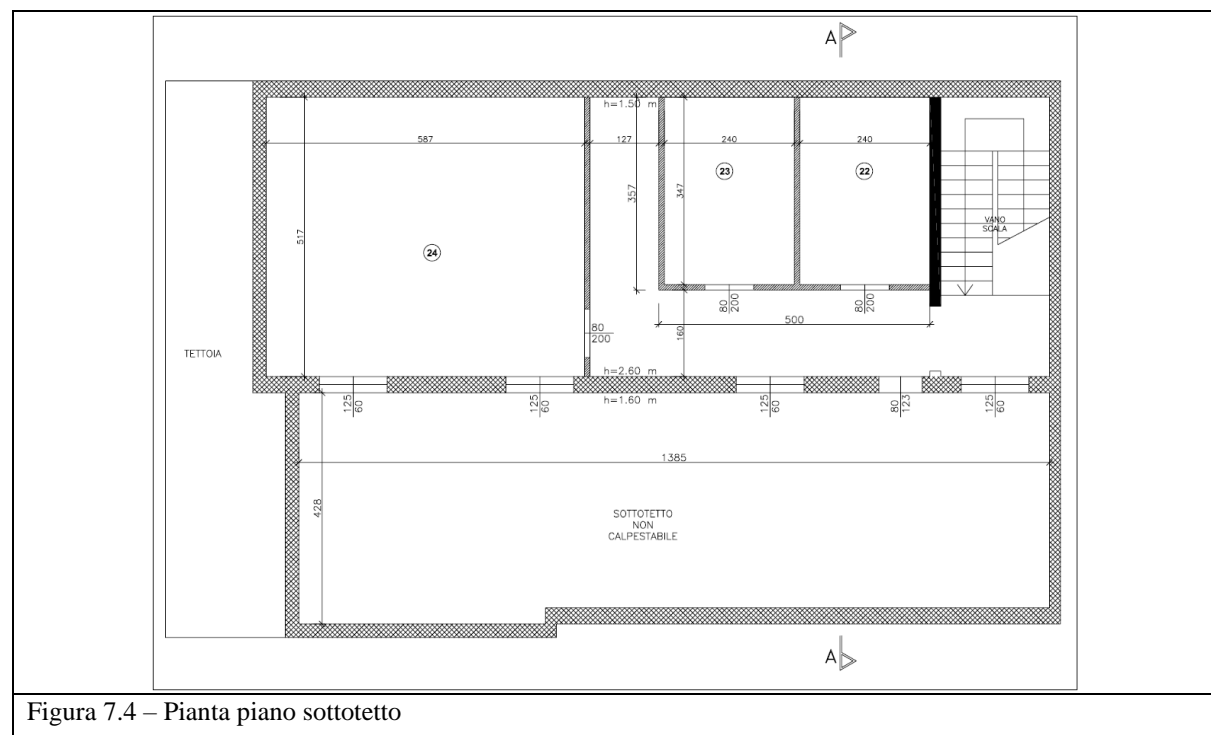 A
h=1.50 m
587
127
240
240
23
22
357
347
517
VANO
SCALA
24
80
200
80
200
80
200
500
160
TETTOIA
h=2.60 m
h=1.60 m
125
60
125
60
125
60
80
123
125
60
1385
428
SOTTOTETTO
NON
CALPESTABILE
A
Figura 7.4 – Pianta piano sottotetto